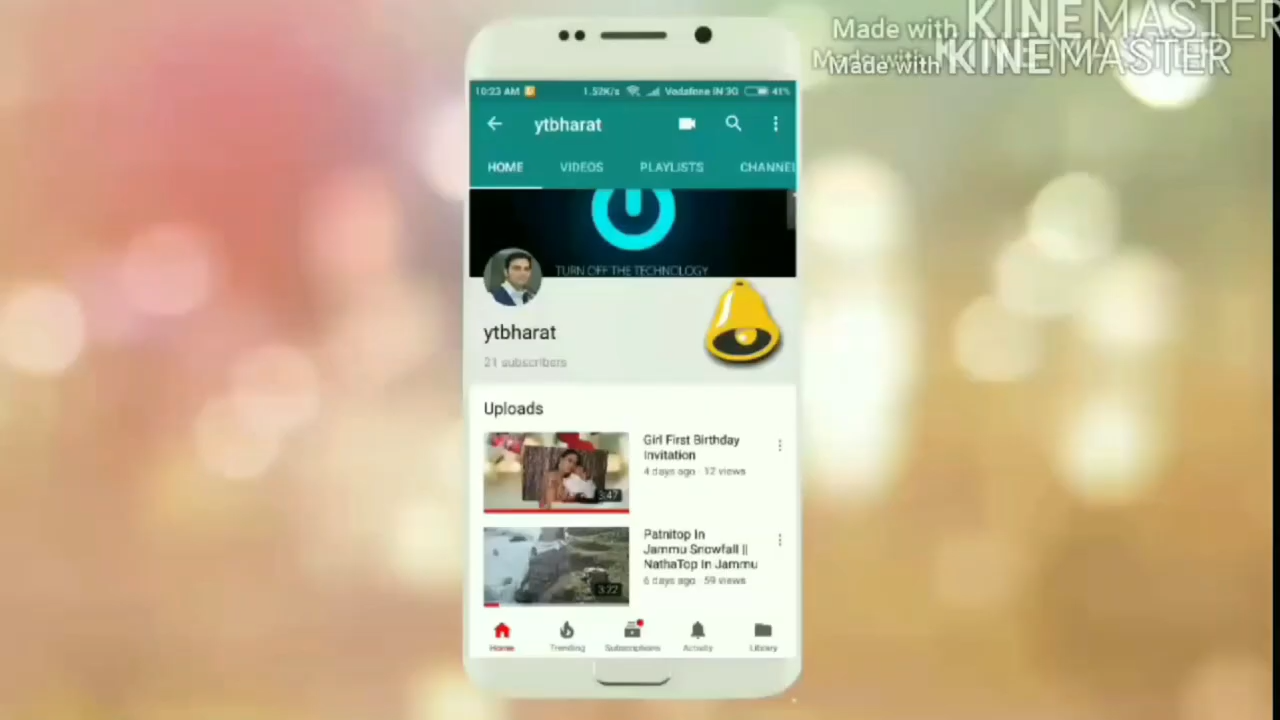 Made with KINEMASTER
Made with KINEMASTER
10:23 AM 1.52K/s Vodafone IN 3G 41%
ytbharat
HOME VIDEOS PLAYLISTS CHANNEL
TURN OFF THE TECHNOLOGY
ytbharat
21 subscribers
Uploads
Girl First Birthday
Invitation
4 days ago · 12 views
3:47
Patnitop In
Jammu Snowfall ||
NathaTop In Jammu
6 days ago · 59 views
3:22
Home Trending Subscriptions Activity Library